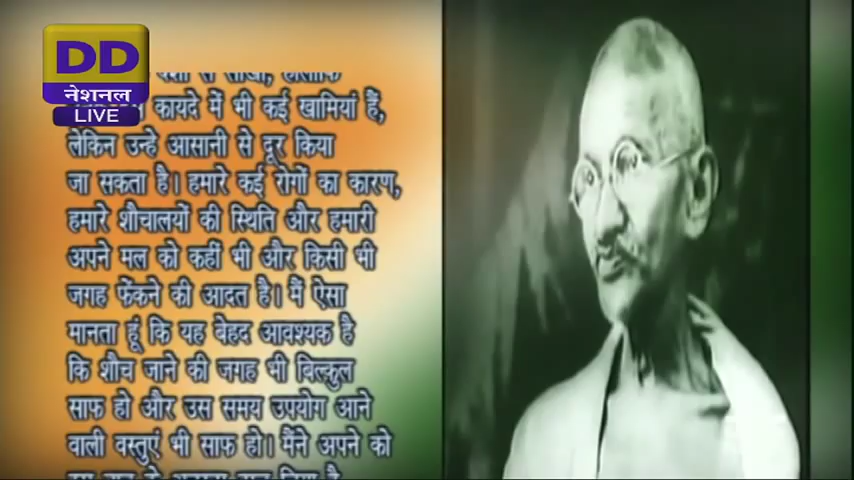 DD
नेशनल
LIVE
कायदे में भी कई खामियां हैं,
लेकिन उन्हे आसानी से दूर किया
जा सकता है। हमारे कई रोगों का कारण,
हमारे शौचालयों की स्थिति और हमारी
अपने मल को कहीं भी और किसी भी
जगह फेंकने की आदत है। मैं ऐसा
मानता हूं कि यह बेहद आवश्यक है
कि शौच जाने की जगह भी बिल्कुल
साफ हो और उस समय उपयोग आने
वाली वस्तुएं भी साफ हो। मैंने अपने को